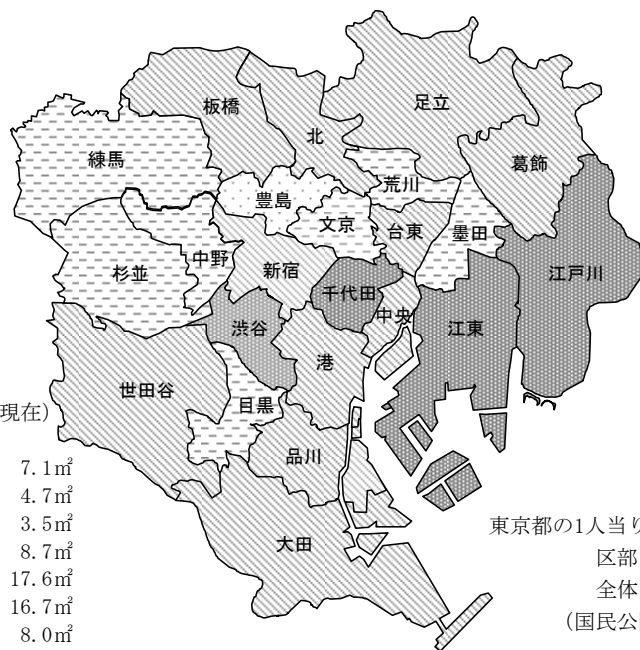 足立
板橋
北
葛飾
練馬
荒川
豊島
文京
台東
墨田
中野
新宿
江戸川
杉並
千代田
中央
渋谷
江東
港
世田谷
目黒
現在)
品川
7.1㎡
4.7㎡
3.5㎡
8.7㎡
17.6㎡
16.7㎡
8.0㎡
大田
東京都の1人当り
区部
全体
(国民公園